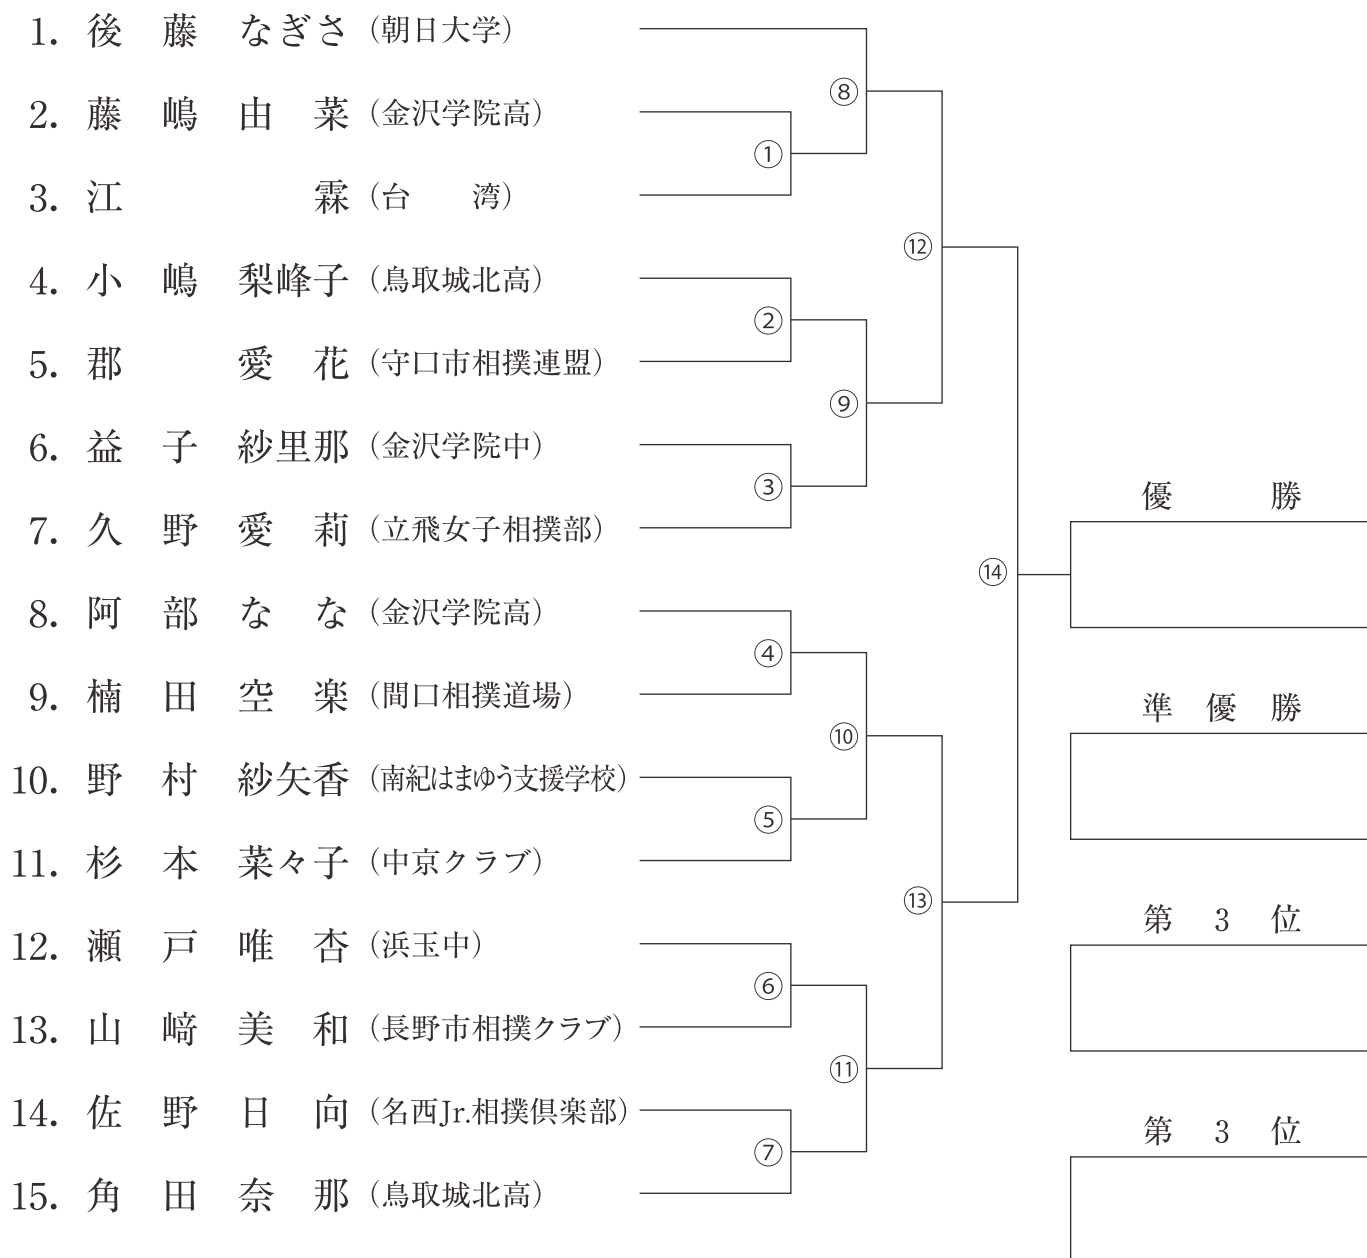 1. 後藤なぎさ（朝日大学）
⑧
2. 藤嶋由菜（金沢学院高）
①
3. 江霖（台湾）
⑫
4. 小嶋梨峰子（鳥取城北高）
②
5. 郡愛花（守口市相撲連盟）
⑨
6. 益子紗里那（金沢学院中）
③
優勝
7. 久野愛莉（立飛女子相撲部）
⑭
8. 阿部なな（金沢学院高）
④
9. 楠田空楽（間口相撲道場）
準優勝
⑩
10. 野村紗矢香（南紀はまゆう支援学校）
⑤
11. 杉本菜々子（中京クラブ）
⑬
第3位
12. 瀬戸唯杏（浜玉中）
⑥
13. 山﨑美和（長野市相撲クラブ）
⑪
14. 佐野日向（名西Jr.相撲倶楽部）
第3位
⑦
15. 角田奈那（鳥取城北高）